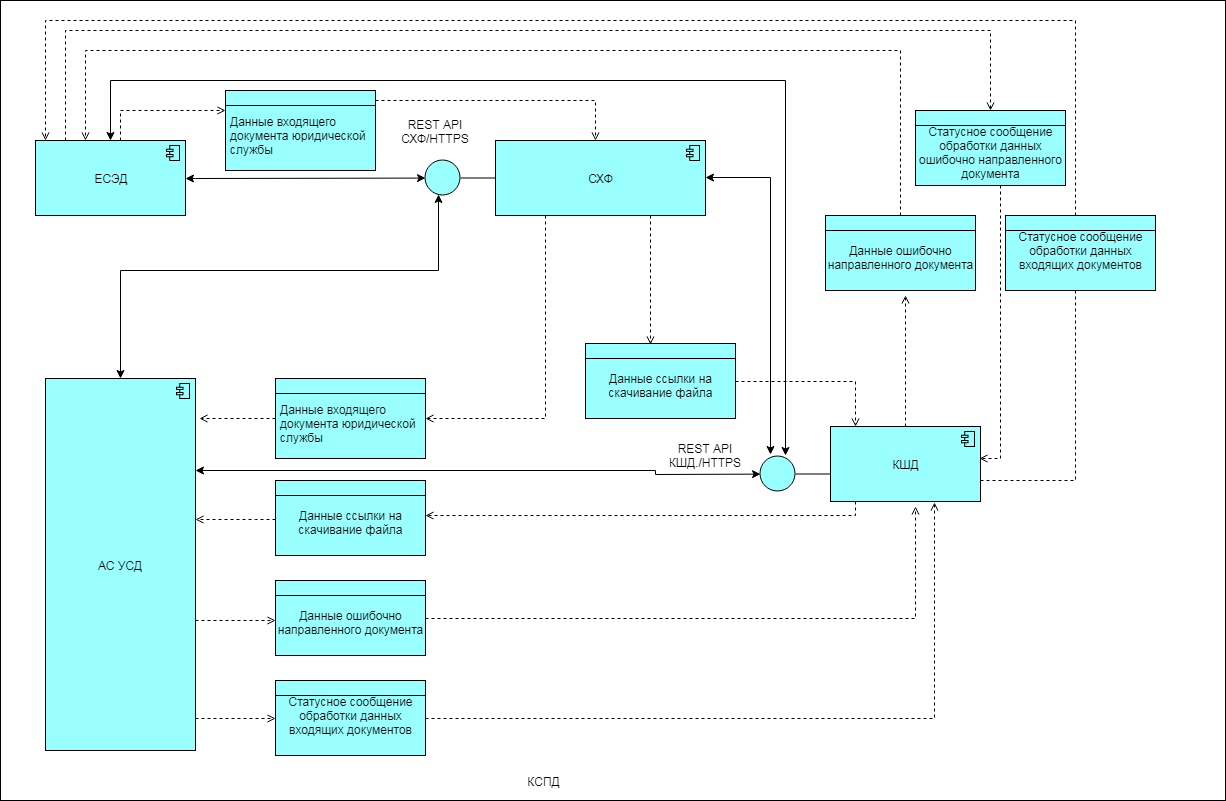 Данные входящего
документа юридической
службы
REST API
СХФ/HTTPS
Статусное сообщение
обработки данных
ошибочно направленного
документа
ЕСЭД
СХФ
Данные ошибочно
направленного документа
Статусное сообщение
обработки данных
входящих документов
Данные ссылки на
скачивание файла
Данные входящего
документа юридической
службы
REST API
КШД./HTTPS
КШД
Данные ссылки на
скачивание файла
АС УСД
Данные ошибочно
направленного документа
Статусное сообщение
обработки данных
входящих документов
КСПД